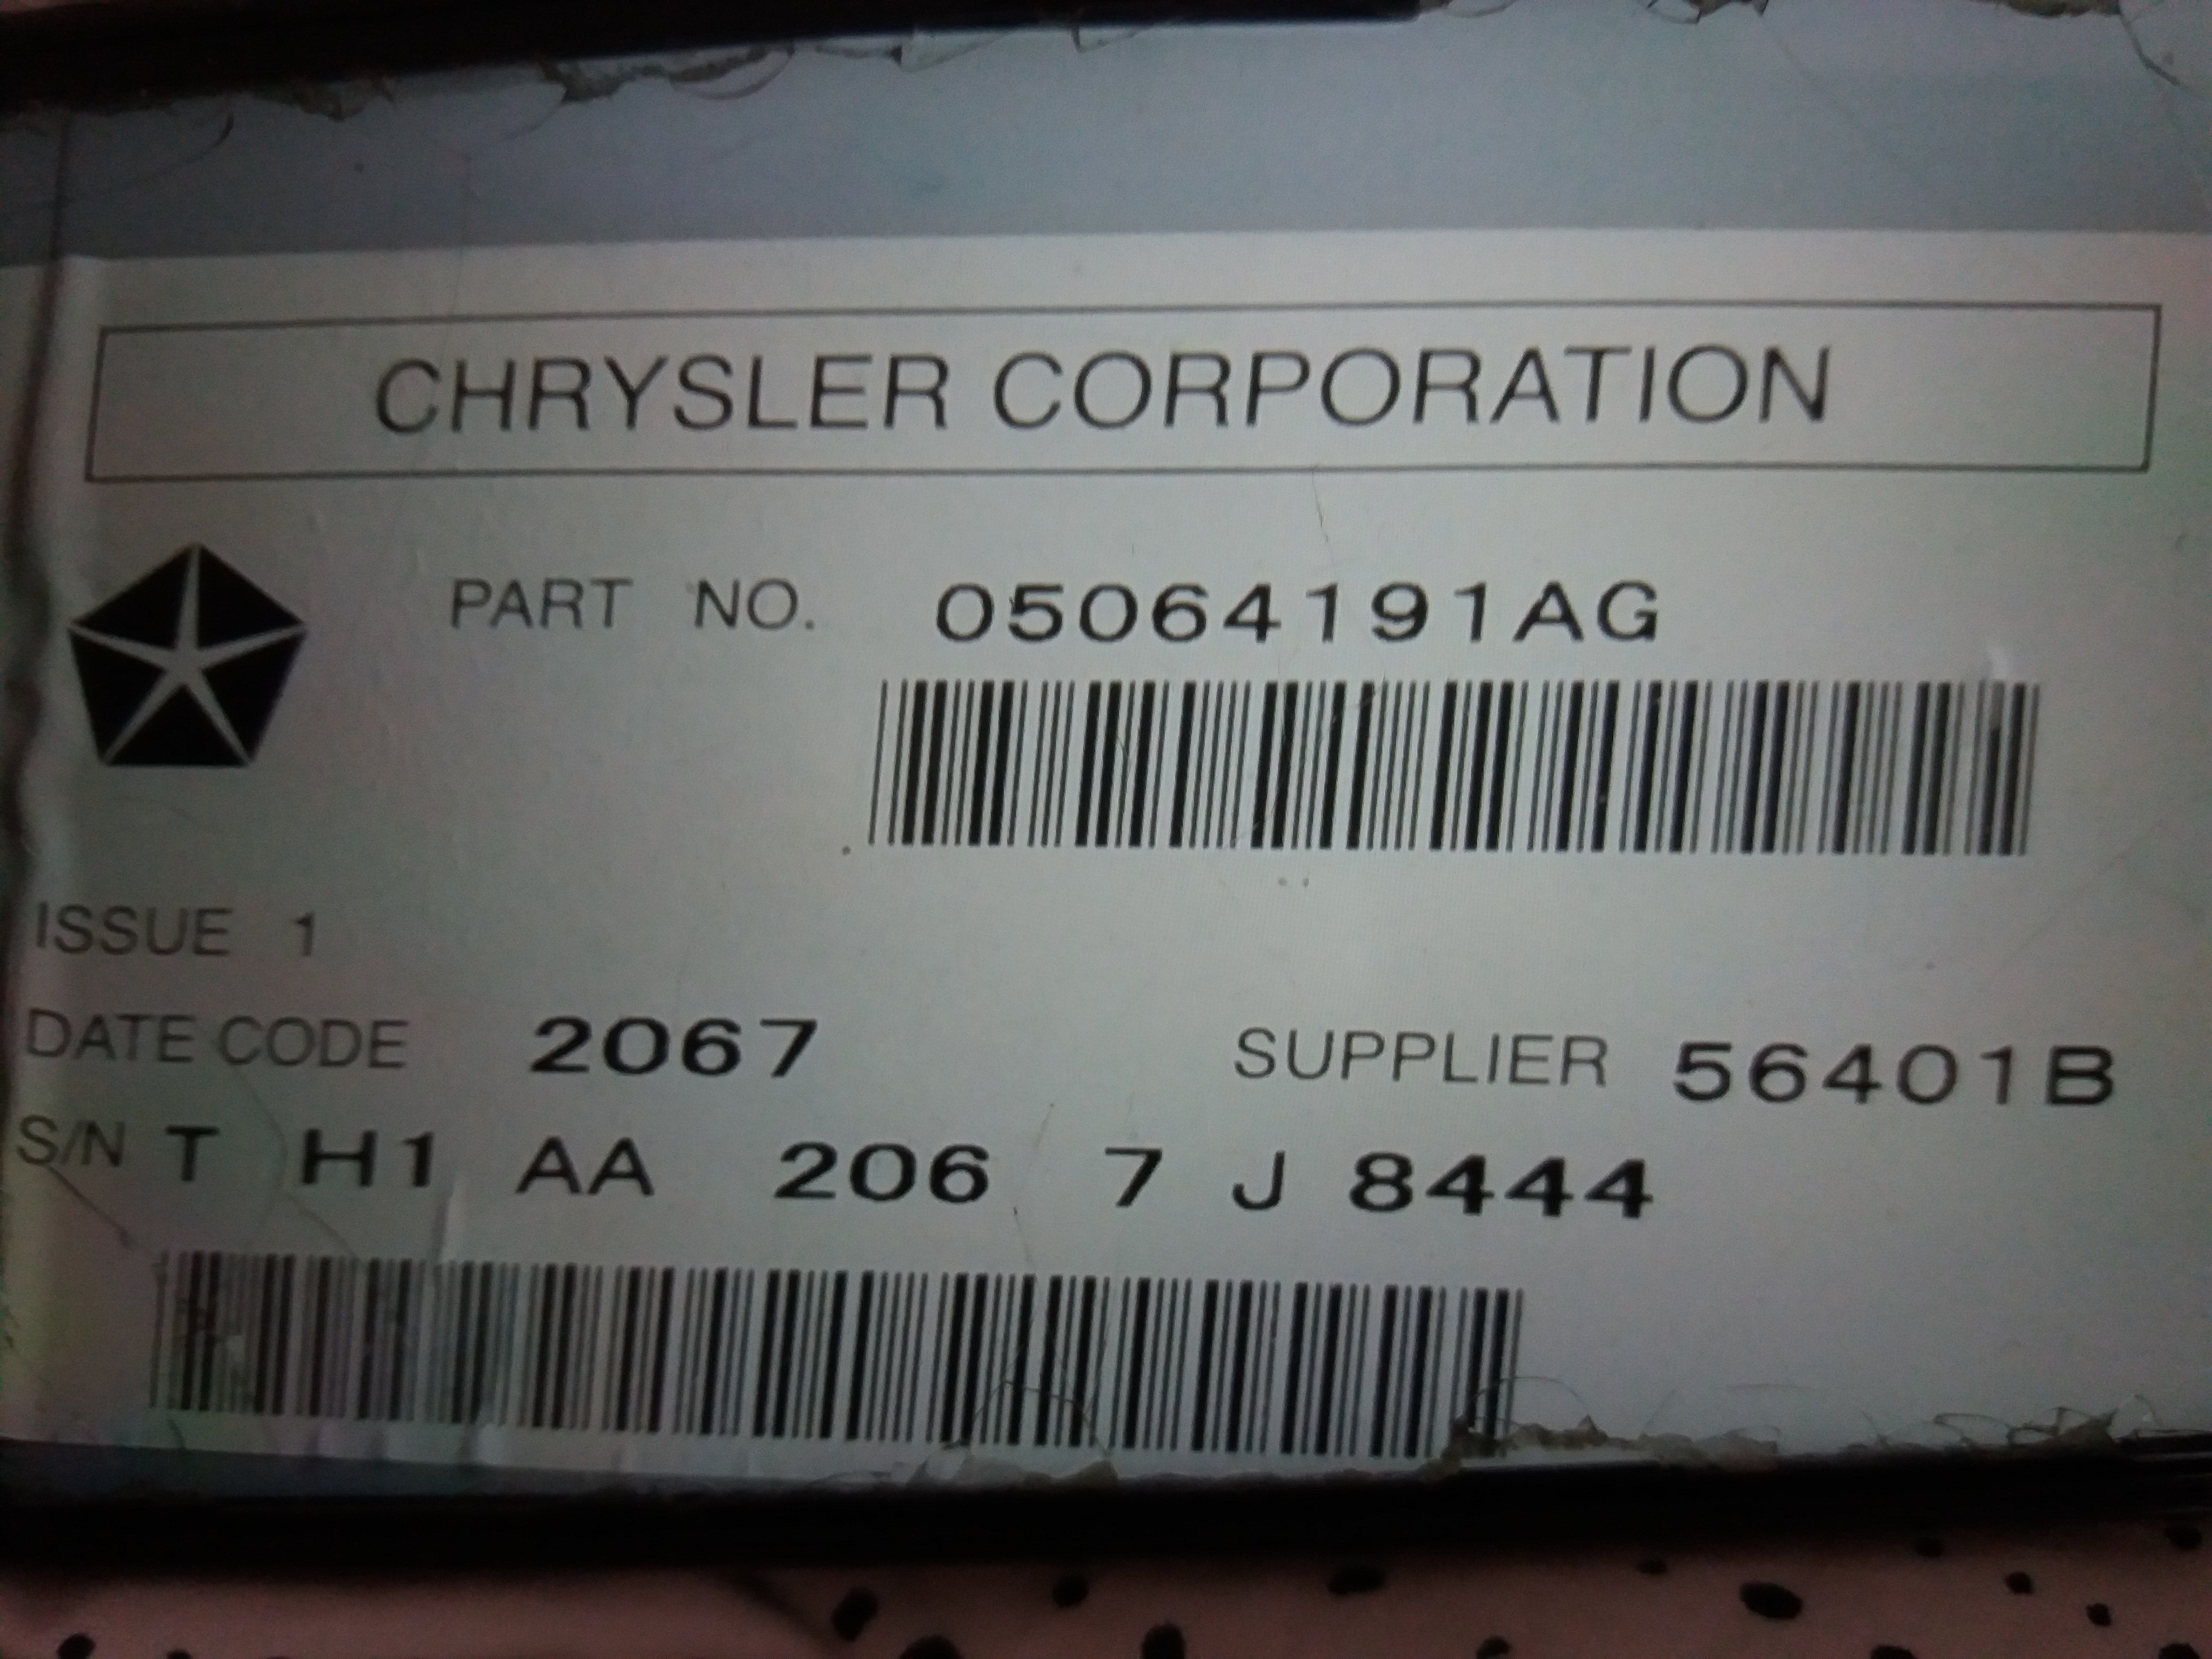 CHRYSLER CORPORATION
PART NO. 05064191AG
ISSUE 1
DATE CODE 2067 SUPPLIER 56401B
S/N T H1 AA 206 7 J 8444